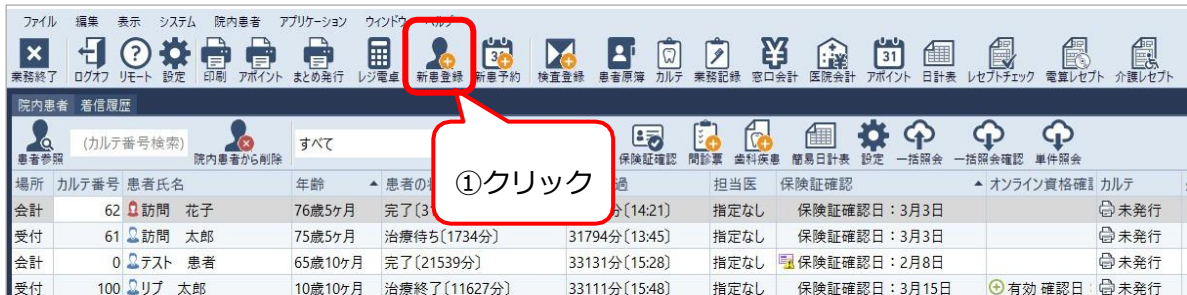 ファイル 編集 表示 システム 院内患者 アプリケーション ウィンドウ ヘルプ
業務終了 ログオフ リモート 設定 印刷 アポイント まとめ発行 レジ電卓 新患登録 新患予約 検査登録 患者原簿 カルテ 業務記録 窓口会計 医院会計 アポイント 日計表 レセプトチェック 電算レセプト 介護レセプト
院内患者 着信履歴
(カルテ番号検索) すべて
患者参照 院内患者から削除 保険証確認 問診票 歯科疾患 簡易日計表 設定 一括照会 一括照会確認 単件照会
①クリック
場所 カルテ番号 患者氏名 年齢 患者の 過 担当医 保険証確認 オンライン資格確 カルテ
会計 62 訪問 花子 76歳5ケ月 完了(3 分(14:21) 指定なし 保険証確認日:3月3日 未発行
受付 61 訪問 太郎 75歳5ケ月 治療待ち(1734分) 31794分(13:45) 指定なし 保険証確認日:3月3日 未発行
会計 0 テスト 患者 65歳10ケ月 完了(21539分) 33131分(15:28) 指定なし 保険証確認日:2月8日 未発行
受付 100 リプ 太郎 10歳10ケ月 治療終了(11627分) 33111分(15:48) 指定なし 保険証確認日:3月15日 有効 確認日 未発行